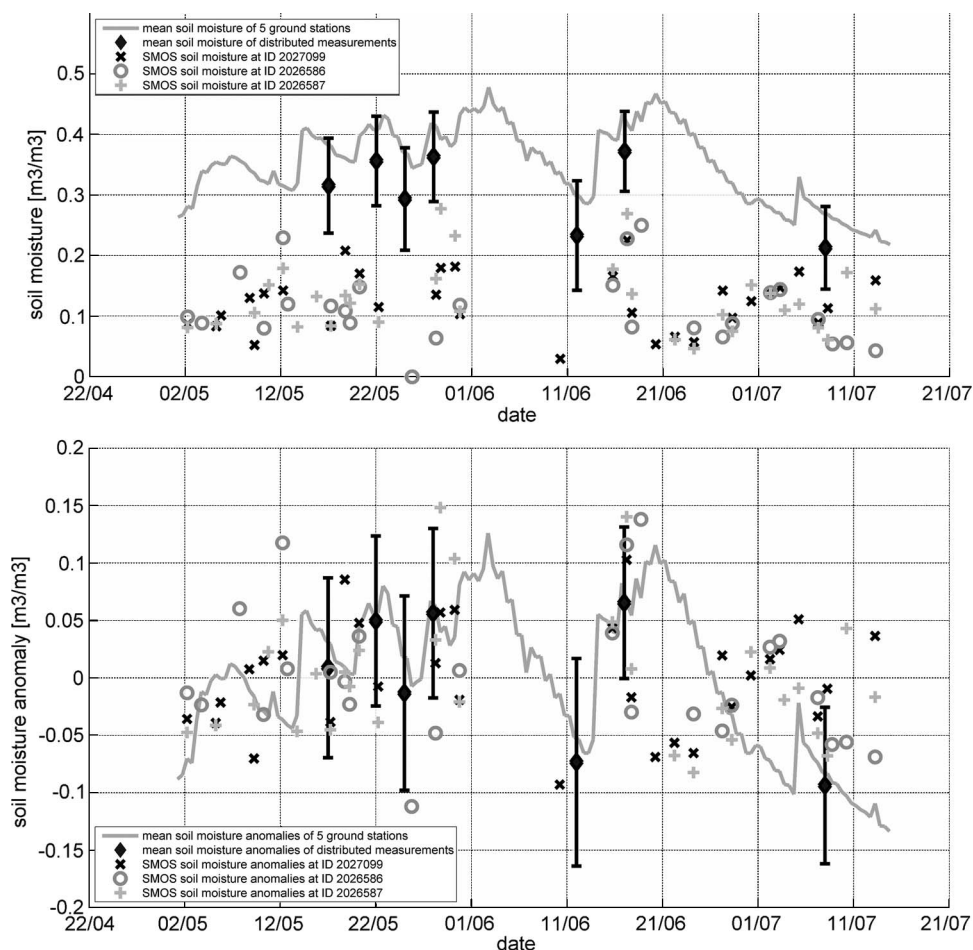 mean soil moisture of 5 ground stations
mean soil moisture of distributed measurements
SMOS soil moisture at ID 2027099
SMOS soil moisture at ID 2026586
SMOS soil moisture at ID 2026587
soil moisture [m3/m3]
0.5
0.4
0.3
0.2
0.1
0
22/04 02/05 12/05 22/05 01/06 11/06 21/06 01/07 11/07 21/07
date
soil moisture anomaly [m3/m3]
0.2
0.15
0.1
0.05
0
-0.05
-0.1
-0.15
-0.2
mean soil moisture anomalies of 5 ground stations
mean soil moisture anomalies of distributed measurements
SMOS soil moisture anomalies at ID 2027099
SMOS soil moisture anomalies at ID 2026586
SMOS soil moisture anomalies at ID 2026587
22/04 02/05 12/05 22/05 01/06 11/06 21/06 01/07 11/07 21/07
date